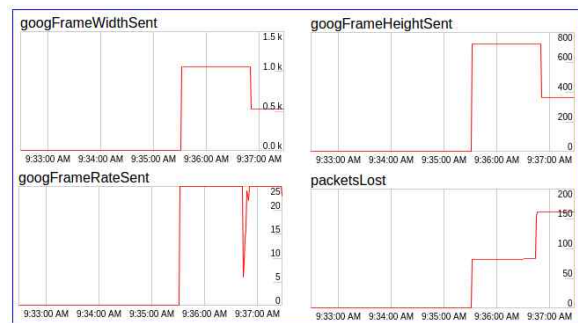 googFrameWidthSent
1.5 k
1.0 k
0.5 k
0.0 k
9:33:00 AM 9:34:00 AM 9:35:00 AM 9:36:00 AM 9:37:00 AM
googFrameHeightSent
800
600
400
200
0
9:33:00 AM 9:34:00 AM 9:35:00 AM 9:36:00 AM 9:37:00 AM
googFrameRateSent
25
20
15
10
5
0
9:33:00 AM 9:34:00 AM 9:35:00 AM 9:36:00 AM 9:37:00 AM
packetsLost
200
150
100
50
0
9:33:00 AM 9:34:00 AM 9:35:00 AM 9:36:00 AM 9:37:00 AM